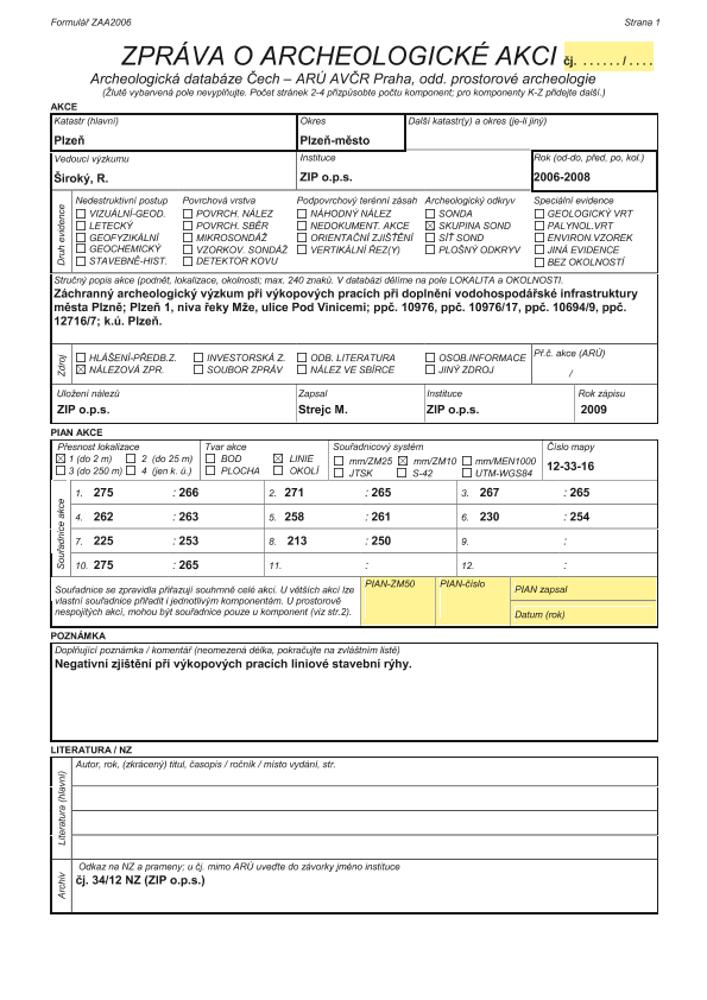 Formulář ZAA2006 Strana 1
ZPRÁVA O ARCHEOLOGICKÉ AKCI čj. ......./....
Archeologická databáze Čech – ARÚ AVČR Praha, odd. prostorové archeologie
(Žlutě vybarvená pole nevyplňujte. Počet stránek 2-4 přizpůsobte počtu komponent; pro komponenty K-Z přidejte další.)
AKCE
Katastr (hlavní) Okres Další katastr(y) a okres (je-li jiný)
Plzeň Plzeň-město
Vedoucí výzkumu Instituce Rok (od-do, před, po, kol.)
Široký, R. ZIP o.p.s. 2006-2008
Druh evidence
Nedestruktivní postup Povrchová vrstva Podpovrchový terénní zásah Archeologický odkryv Speciální evidence
☐ VIZUÁLNÍ-GEOD. ☐ POVRCH. NÁLEZ ☐ NÁHODNÝ NÁLEZ ☐ SONDA ☐ GEOLOGICKÝ VRT
☐ LETECKÝ ☐ POVRCH. SBĚR ☐ NEDOKUMENT. AKCE ☒ SKUPINA SOND ☐ PALYNOL.VRT
☐ GEOFYZIKÁLNÍ ☐ MIKROSONDÁŽ ☐ ORIENTAČNÍ ZJIŠTĚNÍ ☐ SÍŤ SOND ☐ ENVIRON.VZOREK
☐ GEOCHEMICKÝ ☐ VZORKOV. SONDÁŽ ☐ VERTIKÁLNÍ ŘEZ(Y) ☐ PLOŠNÝ ODKRYV ☐ JINÁ EVIDENCE
☐ STAVEBNĚ-HIST. ☐ DETEKTOR KOVU ☐ BEZ OKOLNOSTÍ
Stručný popis akce (podnět, lokalizace, okolnosti; max. 240 znaků. V databázi dělíme na pole LOKALITA a OKOLNOSTI.
Záchranný archeologický výzkum při výkopových pracích při doplnění vodohospodářské infrastruktury
města Plzně; Plzeň 1, niva řeky Mže, ulice Pod Vinicemi; ppč. 10976, ppč. 10976/17, ppč. 10694/9, ppč.
12716/7; k.ú. Plzeň.
Zdroj
☐ HLÁŠENÍ-PŘEDB.Z. ☐ INVESTORSKÁ Z. ☐ ODB. LITERATURA ☐ OSOB.INFORMACE Př.č. akce (ARÚ)
☒ NÁLEZOVÁ ZPR. ☐ SOUBOR ZPRÁV ☐ NÁLEZ VE SBÍRCE ☐ JINÝ ZDROJ /
Uložení nálezů Zapsal Instituce Rok zápisu
ZIP o.p.s. Strejc M. ZIP o.p.s. 2009
PIAN AKCE
Přesnost lokalizace Tvar akce Souřadnicový systém Číslo mapy
☒ 1 (do 2 m) ☐ 2 (do 25 m) ☐ BOD ☒ LINIE ☐ mm/ZM25 ☒ mm/ZM10 ☐ mm/MEN1000 12-33-16
☐ 3 (do 250 m) ☐ 4 (jen k. ú.) ☐ PLOCHA ☐ OKOLÍ ☐ JTSK ☐ S-42 ☐ UTM-WGS84
Souřadnice akce
1. 275 : 266 2. 271 : 265 3. 267 : 265
4. 262 : 263 5. 258 : 261 6. 230 : 254
7. 225 : 253 8. 213 : 250 9. :
10. 275 : 265 11. : 12. :
Souřadnice se zpravidla přiřazují souhrnně celé akci. U větších akcí lze
vlastní souřadnice přiřadit i jednotlivým komponentám. U prostorově
nespojitých akcí, mohou být souřadnice pouze u komponent (viz str.2).
PIAN-ZM50 PIAN-číslo PIAN zapsal
Datum (rok)
POZNÁMKA
Doplňující poznámka / komentář (neomezená délka, pokračujte na zvláštním listě)
Negativní zjištění při výkopových pracích liniové stavební rýhy.
LITERATURA / NZ
Literatura (hlavní)
Autor, rok, (zkrácený) titul, časopis / ročník / místo vydání, str.
Archiv
Odkaz na NZ a prameny; u čj. mimo ARÚ uveďte do závorky jméno instituce
čj. 34/12 NZ (ZIP o.p.s.)